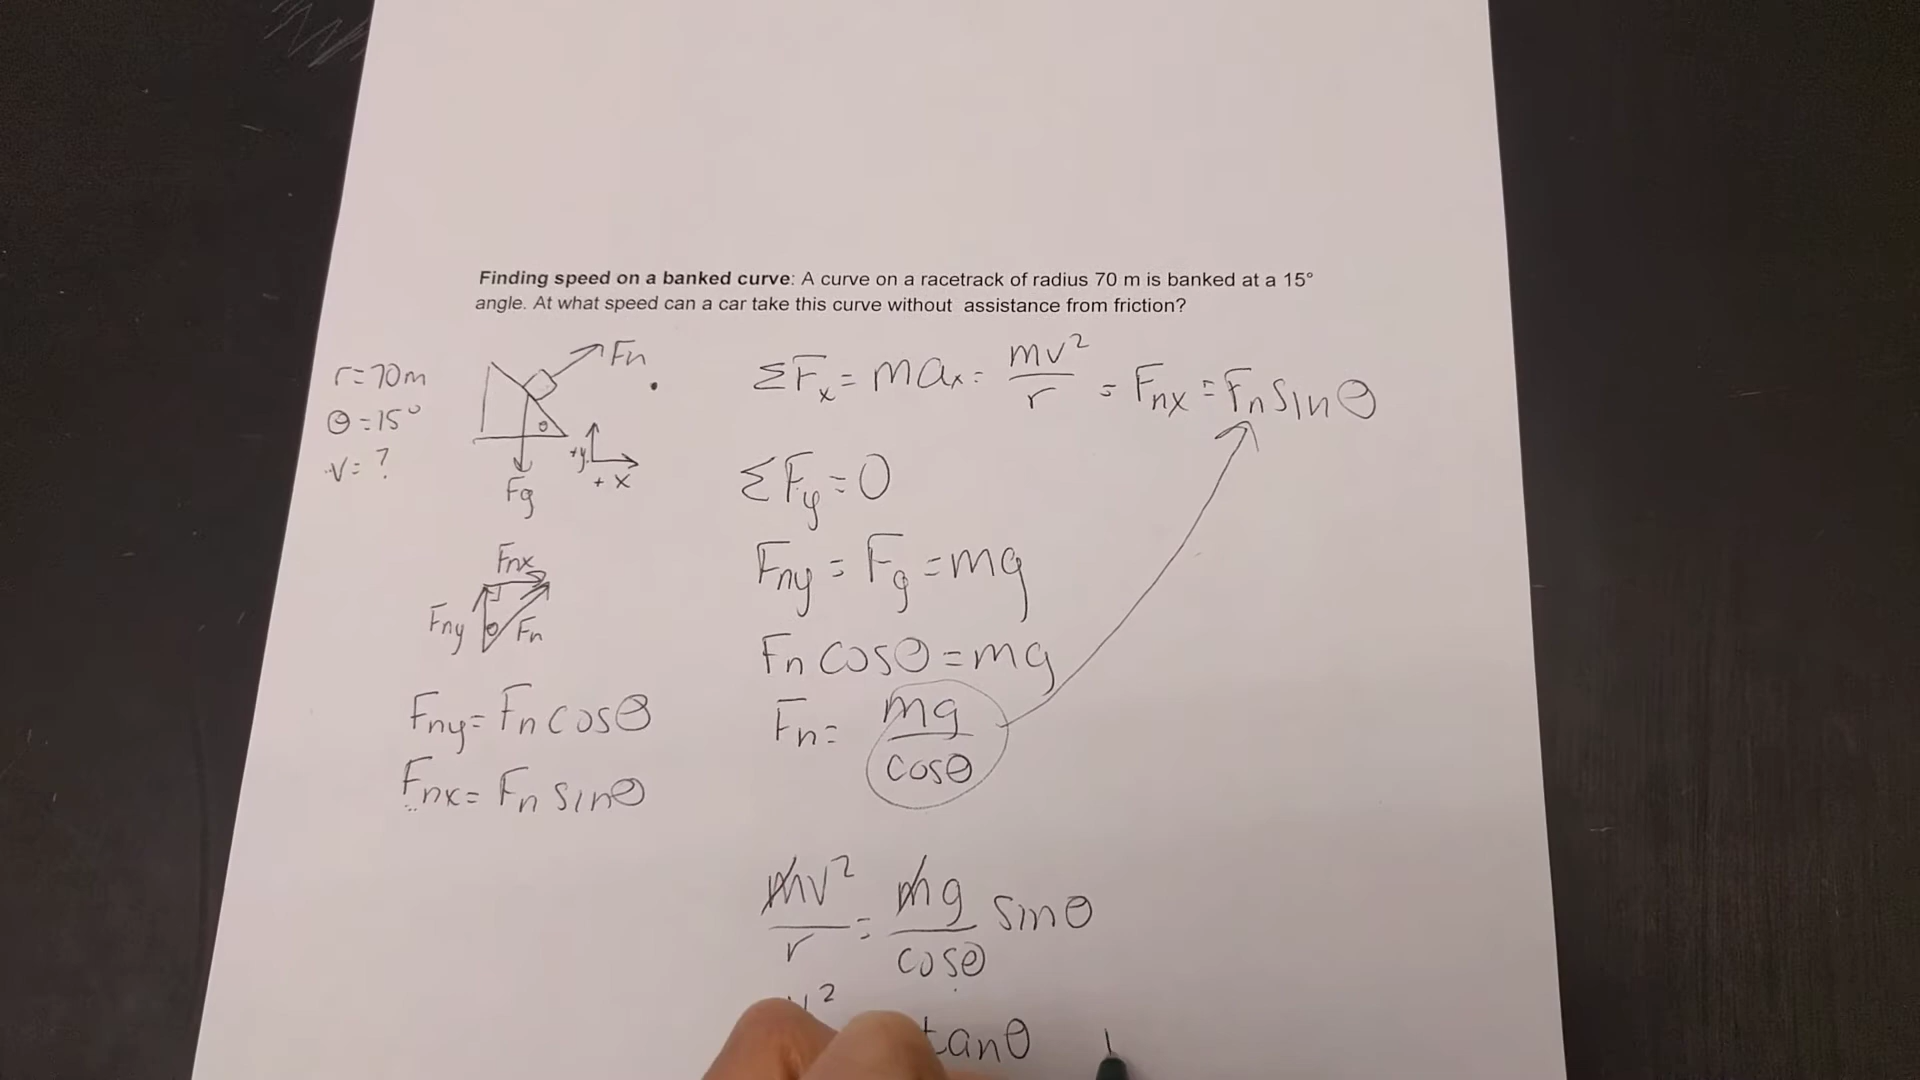 Finding speed on a banked curve: A curve on a racetrack of radius 70 m is banked at a 15°
angle. At what speed can a car take this curve without assistance from friction?
r=70m
θ=15°
v=?
Fn
θ
Fg
+y
+x
Fnx
Fny
θ
Fn
Fny=Fn cosθ
Fnx=Fn sinθ
ΣFx=max=mv²/r=Fnx=Fn sinθ
ΣFy=0
Fny=Fg=mg
Fn cosθ=mg
Fn=mg/cosθ
mv²/r=mg/cosθ sinθ
tanθ